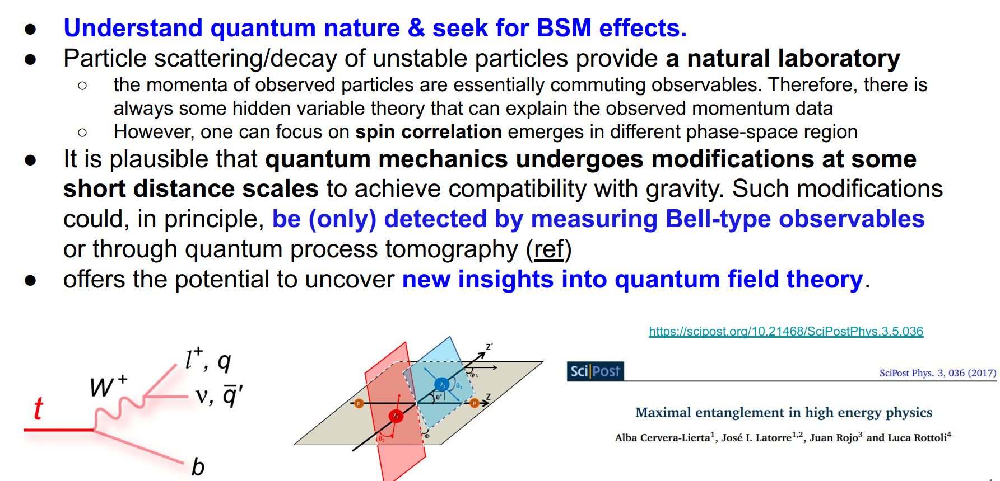 ● Understand quantum nature & seek for BSM effects.
● Particle scattering/decay of unstable particles provide a natural laboratory
○ the momenta of observed particles are essentially commuting observables. Therefore, there is
always some hidden variable theory that can explain the observed momentum data
○ However, one can focus on spin correlation emerges in different phase-space region
● It is plausible that quantum mechanics undergoes modifications at some
short distance scales to achieve compatibility with gravity. Such modifications
could, in principle, be (only) detected by measuring Bell-type observables
or through quantum process tomography (ref)
● offers the potential to uncover new insights into quantum field theory.
t
W⁺
l⁺, q
ν, q̅'
b
Z'
Φ₁
Z₁
θ₁
θ*
Z
p
p
Z₂
θ₂
Φ
https://scipost.org/10.21468/SciPostPhys.3.5.036
Sci|Post
SciPost Phys. 3, 036 (2017)
Maximal entanglement in high energy physics
Alba Cervera-Lierta¹, José I. Latorre¹,², Juan Rojo³ and Luca Rottoli⁴